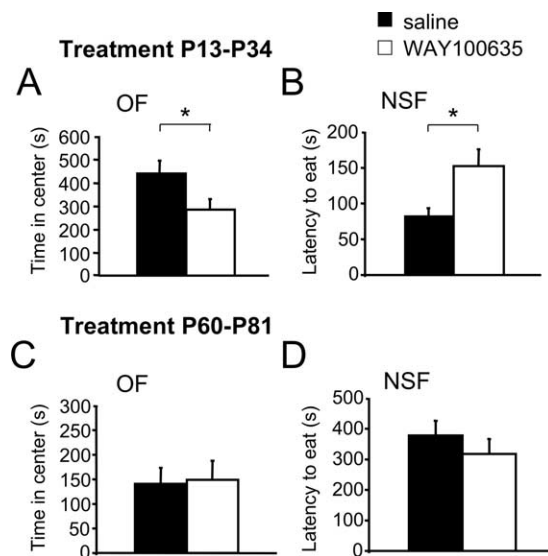 saline
WAY100635
Treatment P13-P34
A
OF
*
Time in center (s)
600
500
400
300
200
100
0
B
NSF
*
Latency to eat (s)
200
150
100
50
0
Treatment P60-P81
C
OF
Time in center (s)
300
250
200
150
100
50
0
D
NSF
Latency to eat (s)
500
400
300
200
100
0